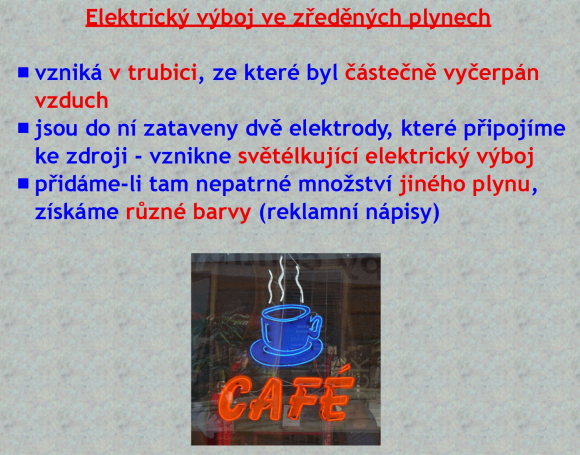 Elektrický výboj ve zředěných plynech
vzniká v trubici, ze které byl částečně vyčerpán
vzduch
jsou do ní zataveny dvě elektrody, které připojíme
ke zdroji - vznikne světélkující elektrický výboj
přidáme-li tam nepatrné množství jiného plynu,
získáme různé barvy (reklamní nápisy)
CAFÉ